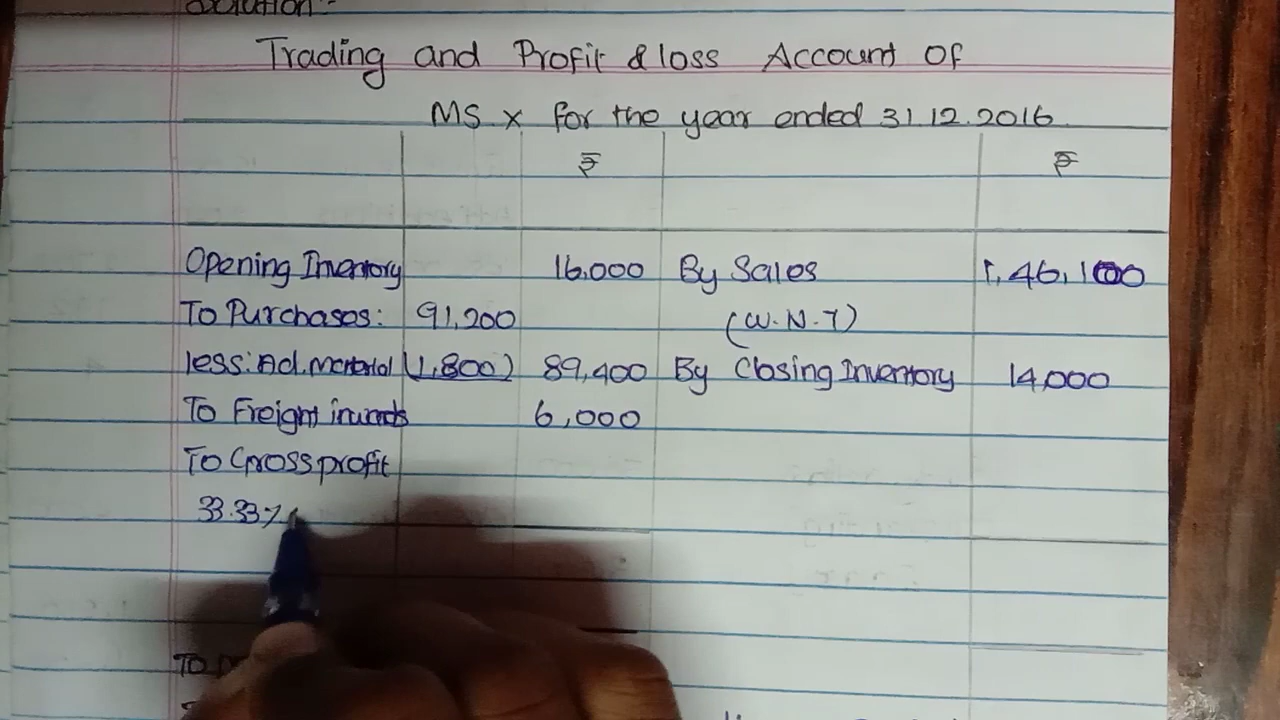 Solution:-
Trading and Profit & loss Account of
MS X for the year ended 31.12.2016
₹ ₹
Opening Inventory 16,000 By Sales 1,46,100
To Purchases: 91,200 (W.N.7)
less: Ad. Material (1,800) 89,400 By Closing Inventory 14,000
To Freight inwards 6,000
To Gross profit
33.33%
To